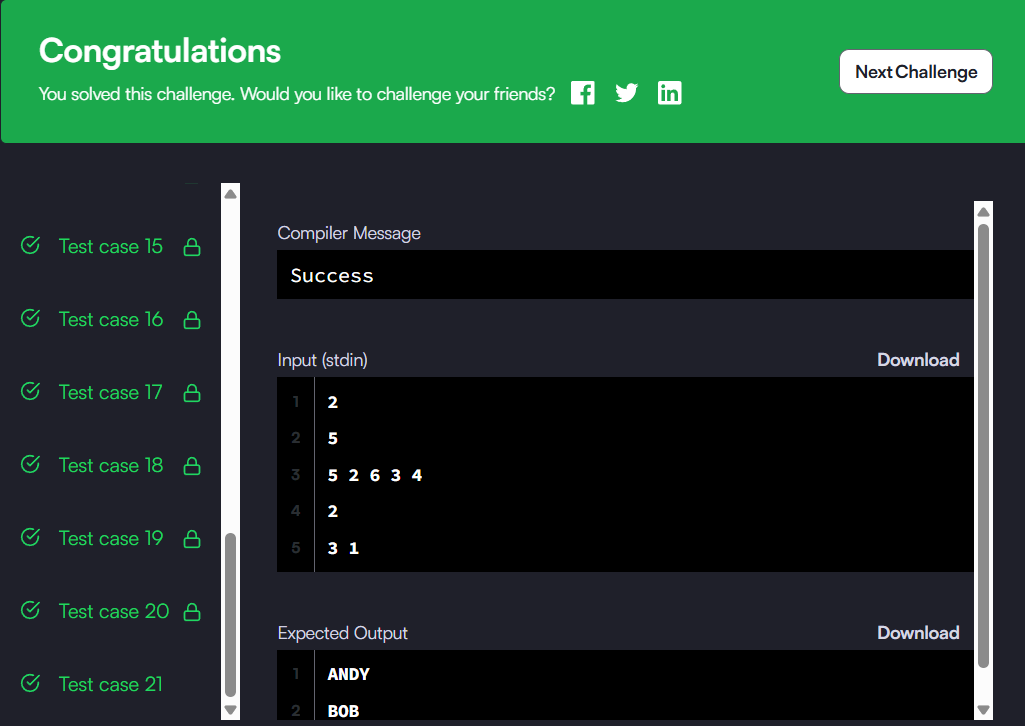 Congratulations
You solved this challenge. Would you like to challenge your friends?
Next Challenge
Test case 15
Test case 16
Test case 17
Test case 18
Test case 19
Test case 20
Test case 21
Compiler Message
Success
Input (stdin)
Download
1 2
2 5
3 5 2 6 3 4
4 2
5 3 1
Expected Output
Download
1 ANDY
2 BOB